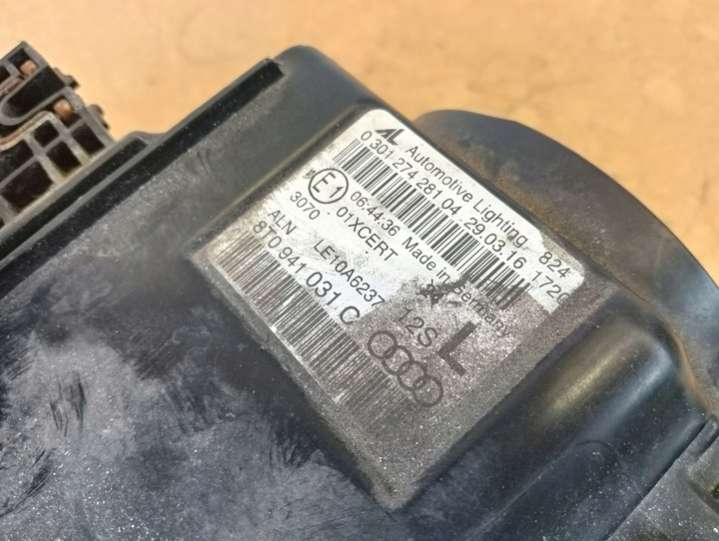 AL Automotive Lighting 824
0 301 274 281 04 29.03.16
E1 06:44:36 Made in Germany
3070 01XCERT
ALN LE10A6237 12S L
8T0 941 031 C